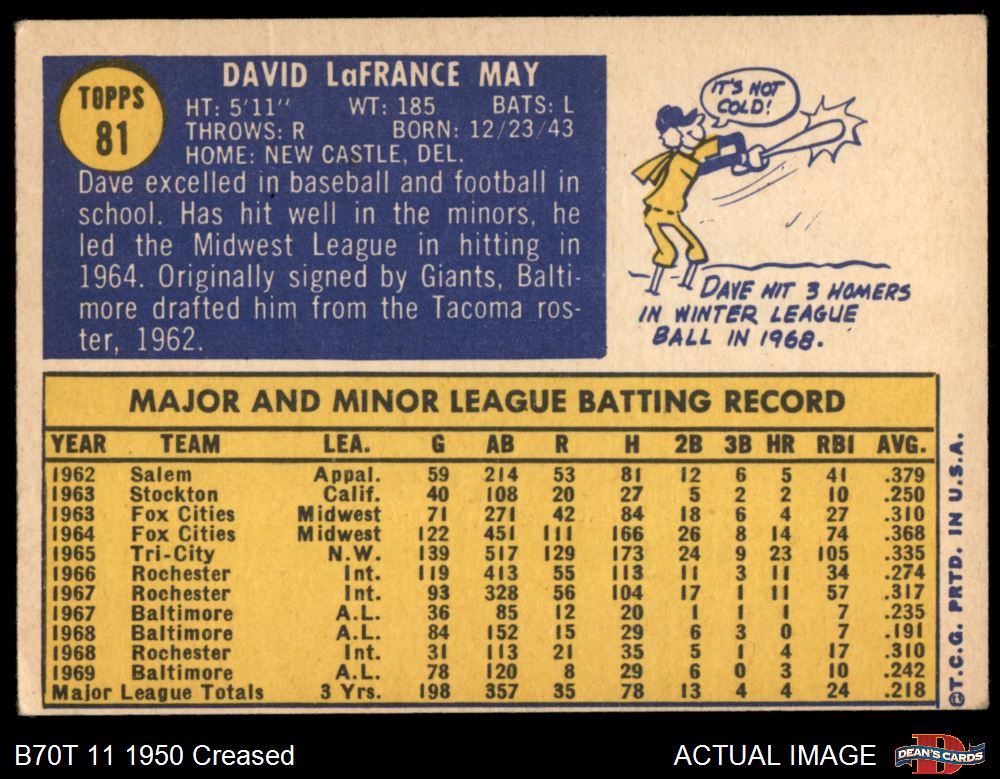 TOPPS
81
DAVID LaFRANCE MAY
HT: 5'11" WT: 185 BATS: L
THROWS: R BORN: 12/23/43
HOME: NEW CASTLE, DEL.
Dave excelled in baseball and football in
school. Has hit well in the minors, he
led the Midwest League in hitting in
1964. Originally signed by Giants, Balti-
more drafted him from the Tacoma ros-
ter, 1962.
IT'S NOT
COLD!
DAVE HIT 3 HOMERS
IN WINTER LEAGUE
BALL IN 1968.
MAJOR AND MINOR LEAGUE BATTING RECORD
YEAR TEAM LEA. G AB R H 2B 3B HR RBI AVG.
1962 Salem Appal. 59 214 53 81 12 6 5 41 .379
1963 Stockton Calif. 40 108 20 27 5 2 2 10 .250
1963 Fox Cities Midwest 71 271 42 84 18 6 4 27 .310
1964 Fox Cities Midwest 122 451 111 166 26 8 14 74 .368
1965 Tri-City N.W. 139 517 129 173 24 9 23 105 .335
1966 Rochester Int. 119 413 55 113 11 3 11 34 .274
1967 Rochester Int. 93 328 56 104 17 1 11 57 .317
1967 Baltimore A.L. 36 85 12 20 1 1 1 7 .235
1968 Baltimore A.L. 84 152 15 29 6 3 0 7 .191
1968 Rochester Int. 31 113 21 35 5 1 4 17 .310
1969 Baltimore A.L. 78 120 8 29 6 0 3 10 .242
Major League Totals 3 Yrs. 198 357 35 78 13 4 4 24 .218
©T.C.G. PRTD. IN U.S.A.
B70T 11 1950 Creased
ACTUAL IMAGE
DEAN'S CARDS